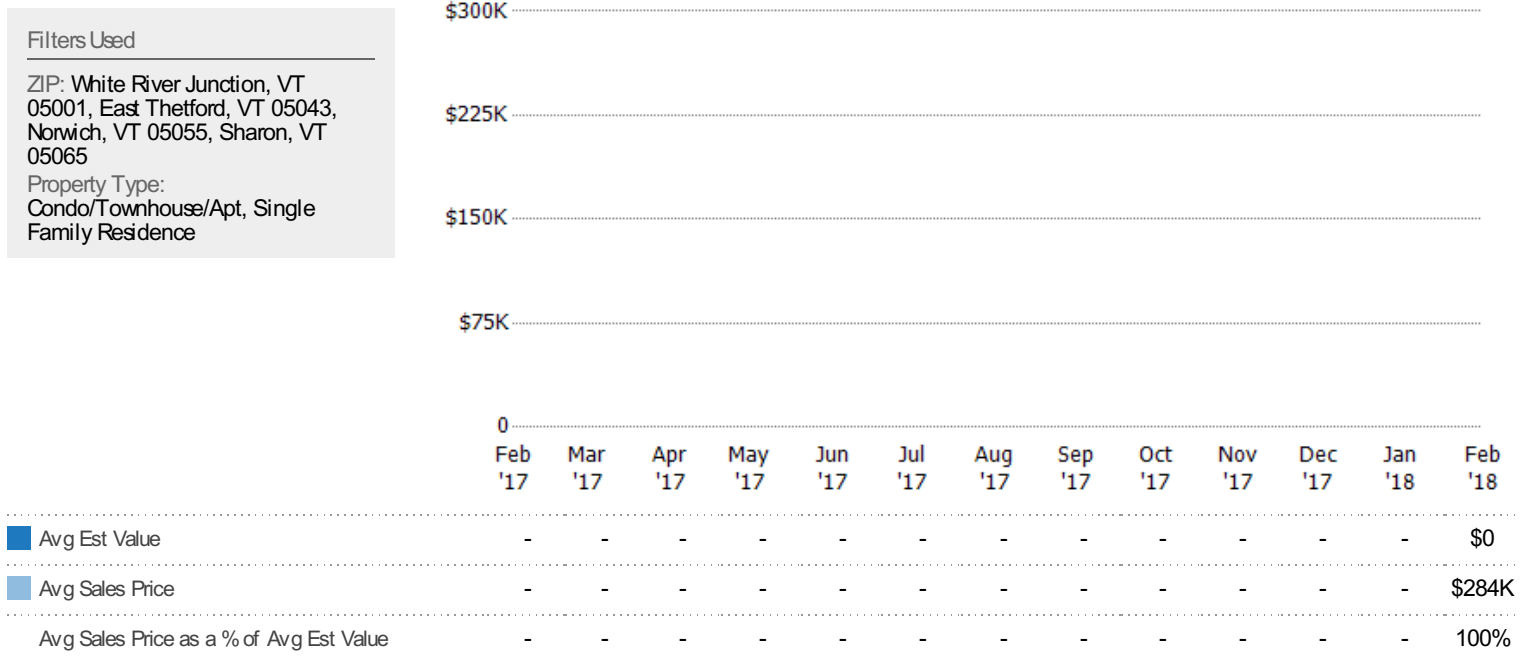 Filters Used
ZIP: White River Junction, VT
05001, East Thetford, VT 05043,
Norwich, VT 05055, Sharon, VT
05065
Property Type:
Condo/Townhouse/Apt, Single
Family Residence
$300K
$225K
$150K
$75K
0
Feb Mar Apr May Jun Jul Aug Sep Oct Nov Dec Jan Feb
'17 '17 '17 '17 '17 '17 '17 '17 '17 '17 '17 '18 '18
Avg Est Value - - - - - - - - - - - - $0
Avg Sales Price - - - - - - - - - - - - $284K
Avg Sales Price as a % of Avg Est Value - - - - - - - - - - - - 100%